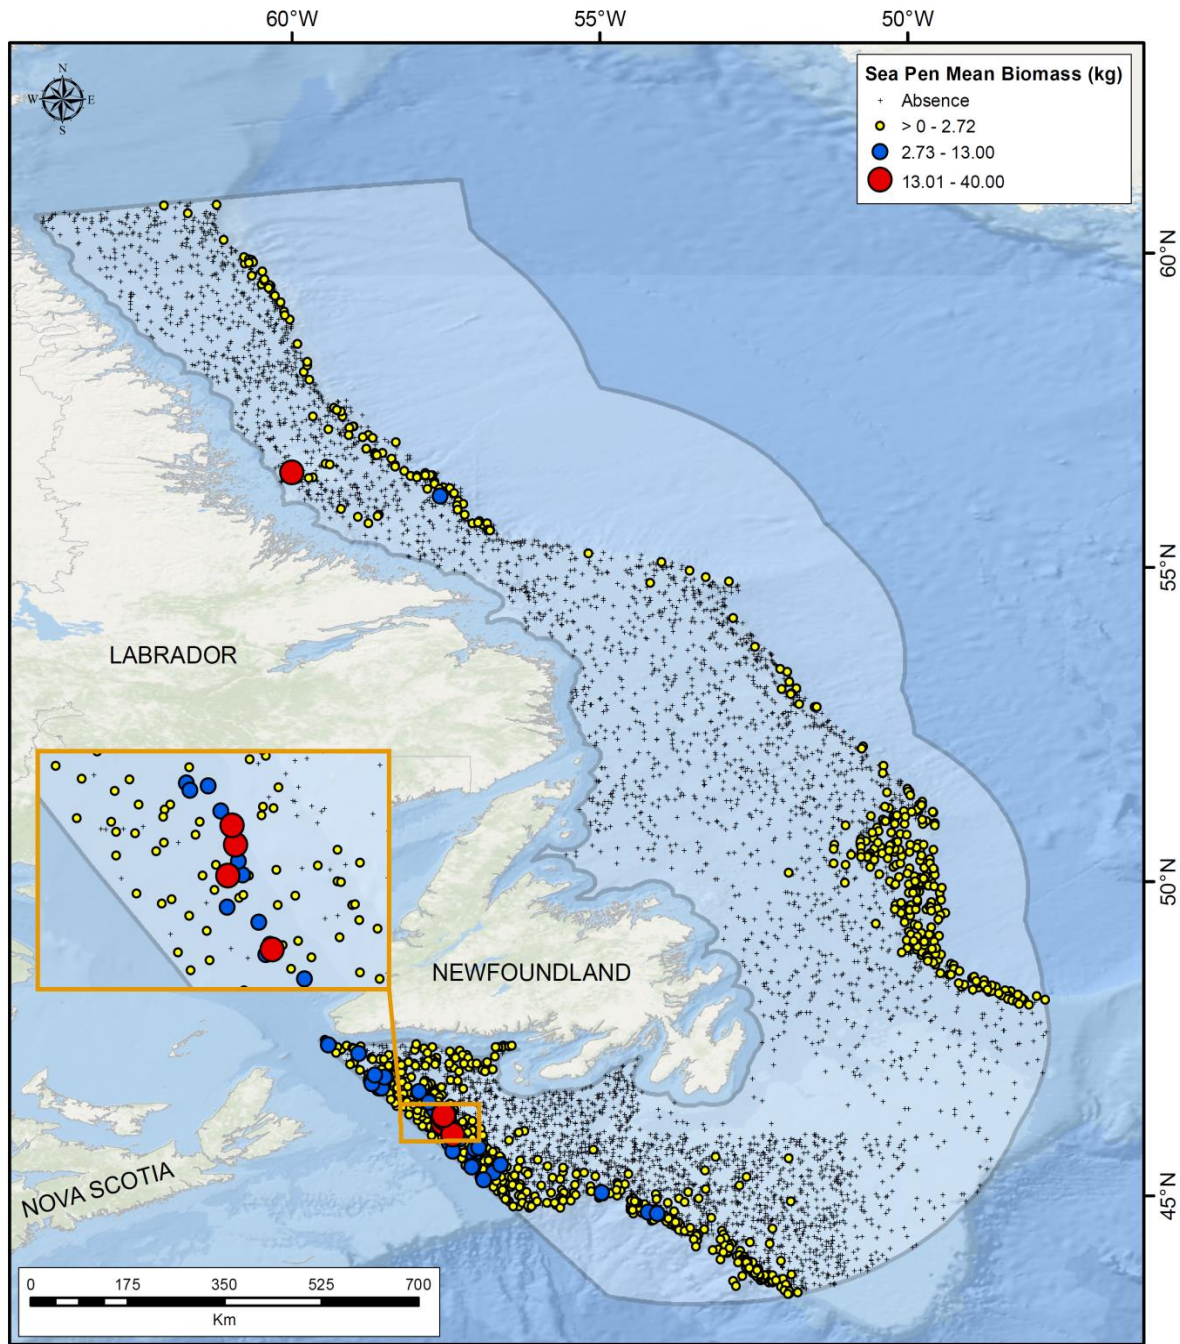 60°W 55°W 50°W
N
W E
S
Sea Pen Mean Biomass (kg)
Absence
> 0 - 2.72
2.73 - 13.00
13.01 - 40.00
60°N
55°N
LABRADOR
50°N
NEWFOUNDLAND
NOVA SCOTIA
45°N
0 175 350 525 700
Km